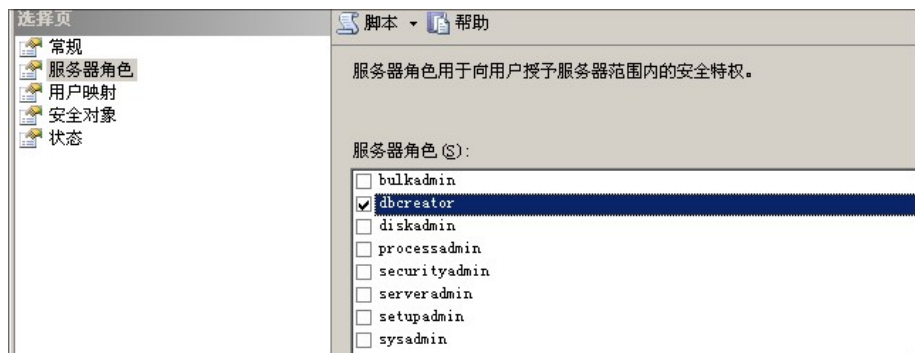 选择页
常规
服务器角色
用户映射
安全对象
状态
脚本 帮助
服务器角色用于向用户授予服务器范围内的安全特权。
服务器角色(S):
bulkadmin
dbcreator
diskadmin
processadmin
securityadmin
serveradmin
setupadmin
sysadmin